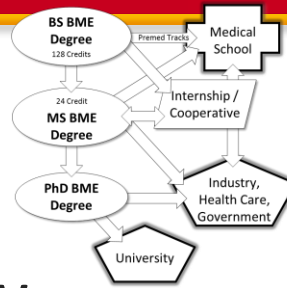 BS BME
Degree
128 Credits
Premed Tracks
Medical
School
24 Credit
MS BME
Degree
Internship /
Cooperative
PhD BME
Degree
Industry,
Health Care,
Government
University